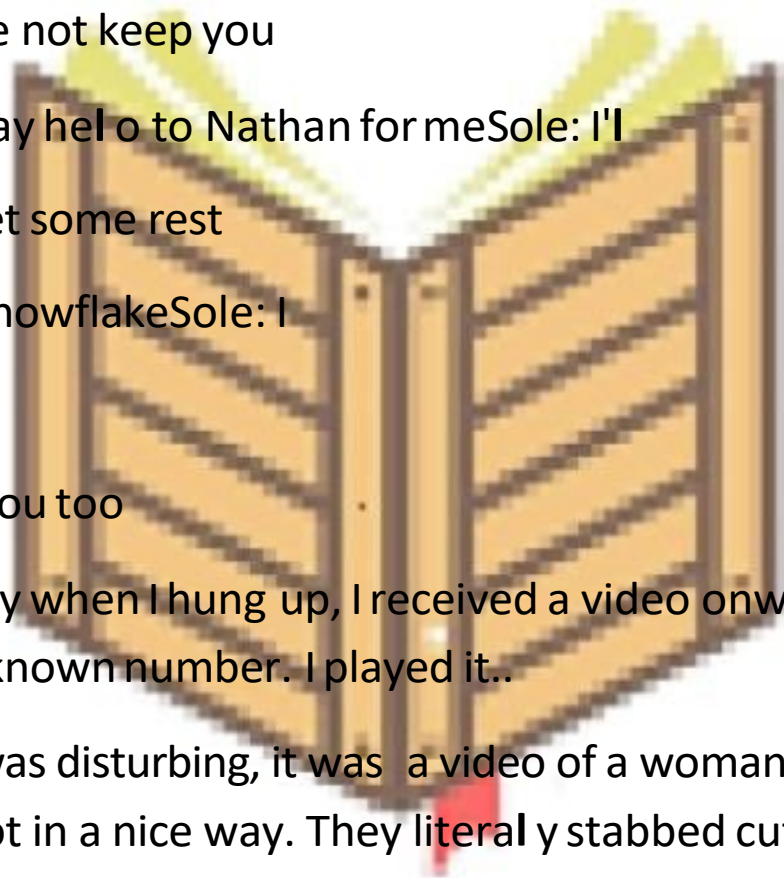 e not keep you
ay hel o to Nathan for meSole: I'l
et some rest
nowflakeSole: I
ou too
y when I hung up, I received a video onw
known number. I played it..
was disturbing, it was a video of a woman
ot in a nice way. They literal y stabbed cut